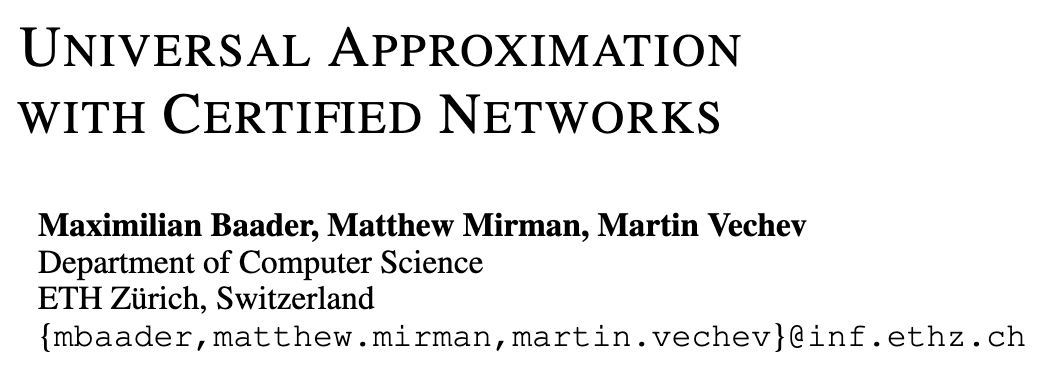 UNIVERSAL APPROXIMATION
WITH CERTIFIED NETWORKS
Maximilian Baader, Matthew Mirman, Martin Vechev
Department of Computer Science
ETH Zürich, Switzerland
{mbaader,matthew.mirman,martin.vechev}@inf.ethz.ch